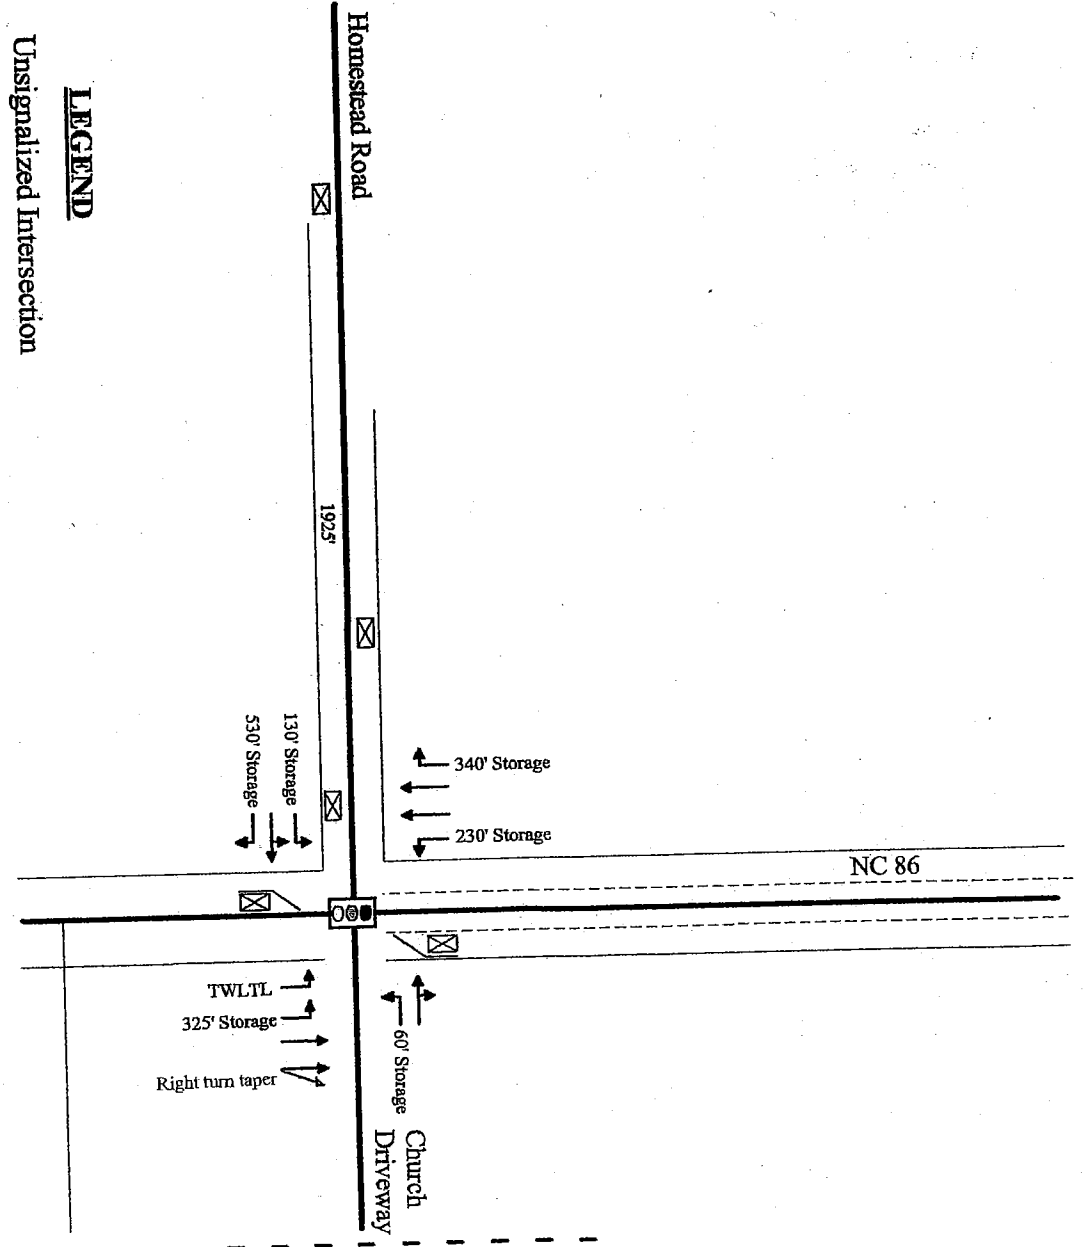 Homestead Road
LEGEND
Unsignalized Intersection
1925'
530' Storage
130' Storage
340' Storage
230' Storage
NC 86
TWLTL
325' Storage
Right turn taper
60' Storage
Church
Driveway